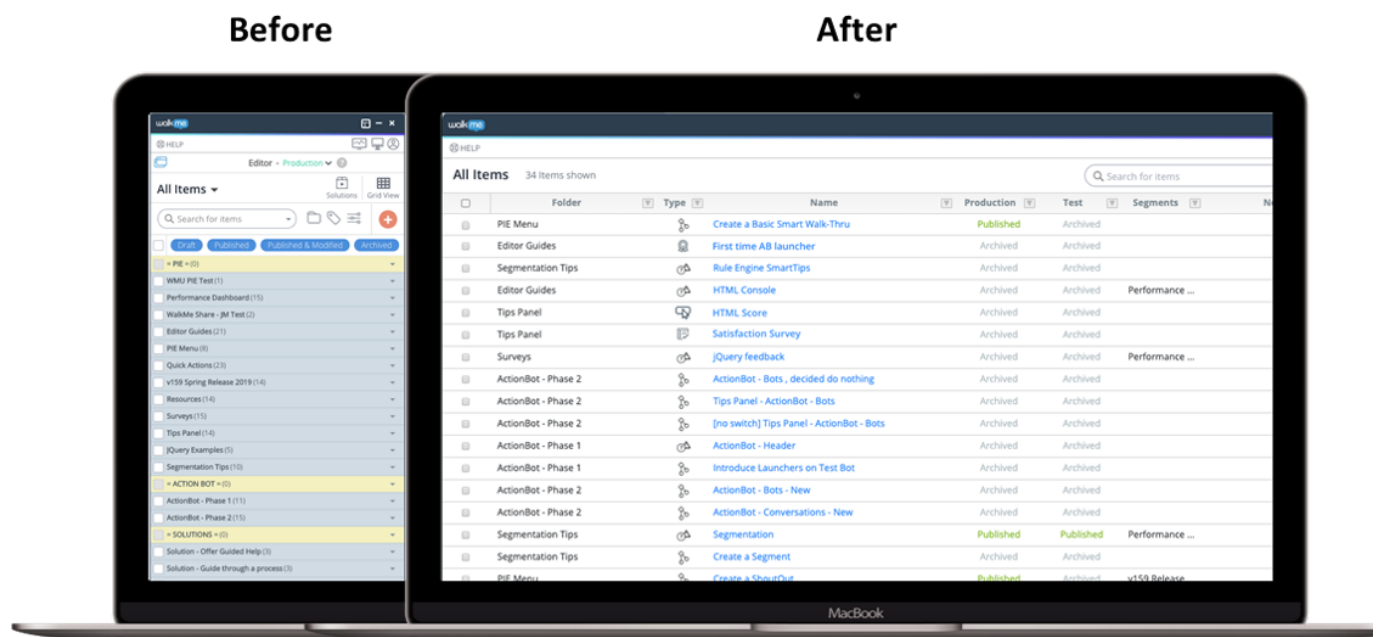 Before
After
walkme
HELP
Editor - Production
All Items
Solutions
Grid View
Search for items
Draft Published Published & Modified Archived
= PIE = (0)
WMU PIE Test (1)
Performance Dashboard (15)
WalkMe Share - JM Test (2)
Editor Guides (21)
PIE Menu (8)
Quick Actions (23)
v159 Spring Release 2019 (14)
Resources (14)
Surveys (15)
Tips Panel (14)
JQuery Examples (5)
Segmentation Tips (10)
= ACTION BOT = (0)
ActionBot - Phase 1 (11)
ActionBot - Phase 2 (15)
= SOLUTIONS = (0)
Solution - Offer Guided Help (3)
Solution - Guide through a process (3)
walkme
HELP
All Items 34 items shown
Search for items
Folder Type Name Production Test Segments
PIE Menu Create a Basic Smart Walk-Thru Published Archived
Editor Guides First time AB launcher Archived Archived
Segmentation Tips Rule Engine SmartTips Archived Archived
Editor Guides HTML Console Archived Archived Performance ...
Tips Panel HTML Score Archived Archived
Tips Panel Satisfaction Survey Archived Archived
Surveys jQuery feedback Archived Archived Performance ...
ActionBot - Phase 2 ActionBot - Bots , decided do nothing Archived Archived
ActionBot - Phase 2 Tips Panel - ActionBot - Bots Archived Archived
ActionBot - Phase 2 [no switch] Tips Panel - ActionBot - Bots Archived Archived
ActionBot - Phase 1 ActionBot - Header Archived Archived
ActionBot - Phase 1 Introduce Launchers on Test Bot Archived Archived
ActionBot - Phase 2 ActionBot - Bots - New Archived Archived
ActionBot - Phase 2 ActionBot - Conversations - New Archived Archived
Segmentation Tips Segmentation Published Published Performance ...
Segmentation Tips Create a Segment Archived Archived
PIE Menu Create a ShoutOut Published Archived v159 Release
MacBook